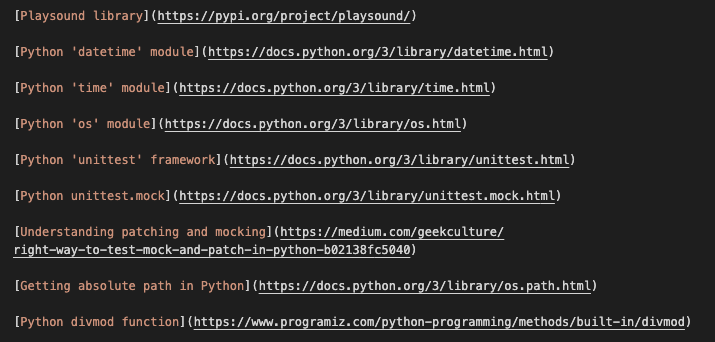 [Playsound library](https://pypi.org/project/playsound/)
[Python 'datetime' module](https://docs.python.org/3/library/datetime.html)
[Python 'time' module](https://docs.python.org/3/library/time.html)
[Python 'os' module](https://docs.python.org/3/library/os.html)
[Python 'unittest' framework](https://docs.python.org/3/library/unittest.html)
[Python unittest.mock](https://docs.python.org/3/library/unittest.mock.html)
[Understanding patching and mocking](https://medium.com/geekculture/
right-way-to-test-mock-and-patch-in-python-b02138fc5040)
[Getting absolute path in Python](https://docs.python.org/3/library/os.path.html)
[Python divmod function](https://www.programiz.com/python-programming/methods/built-in/divmod)